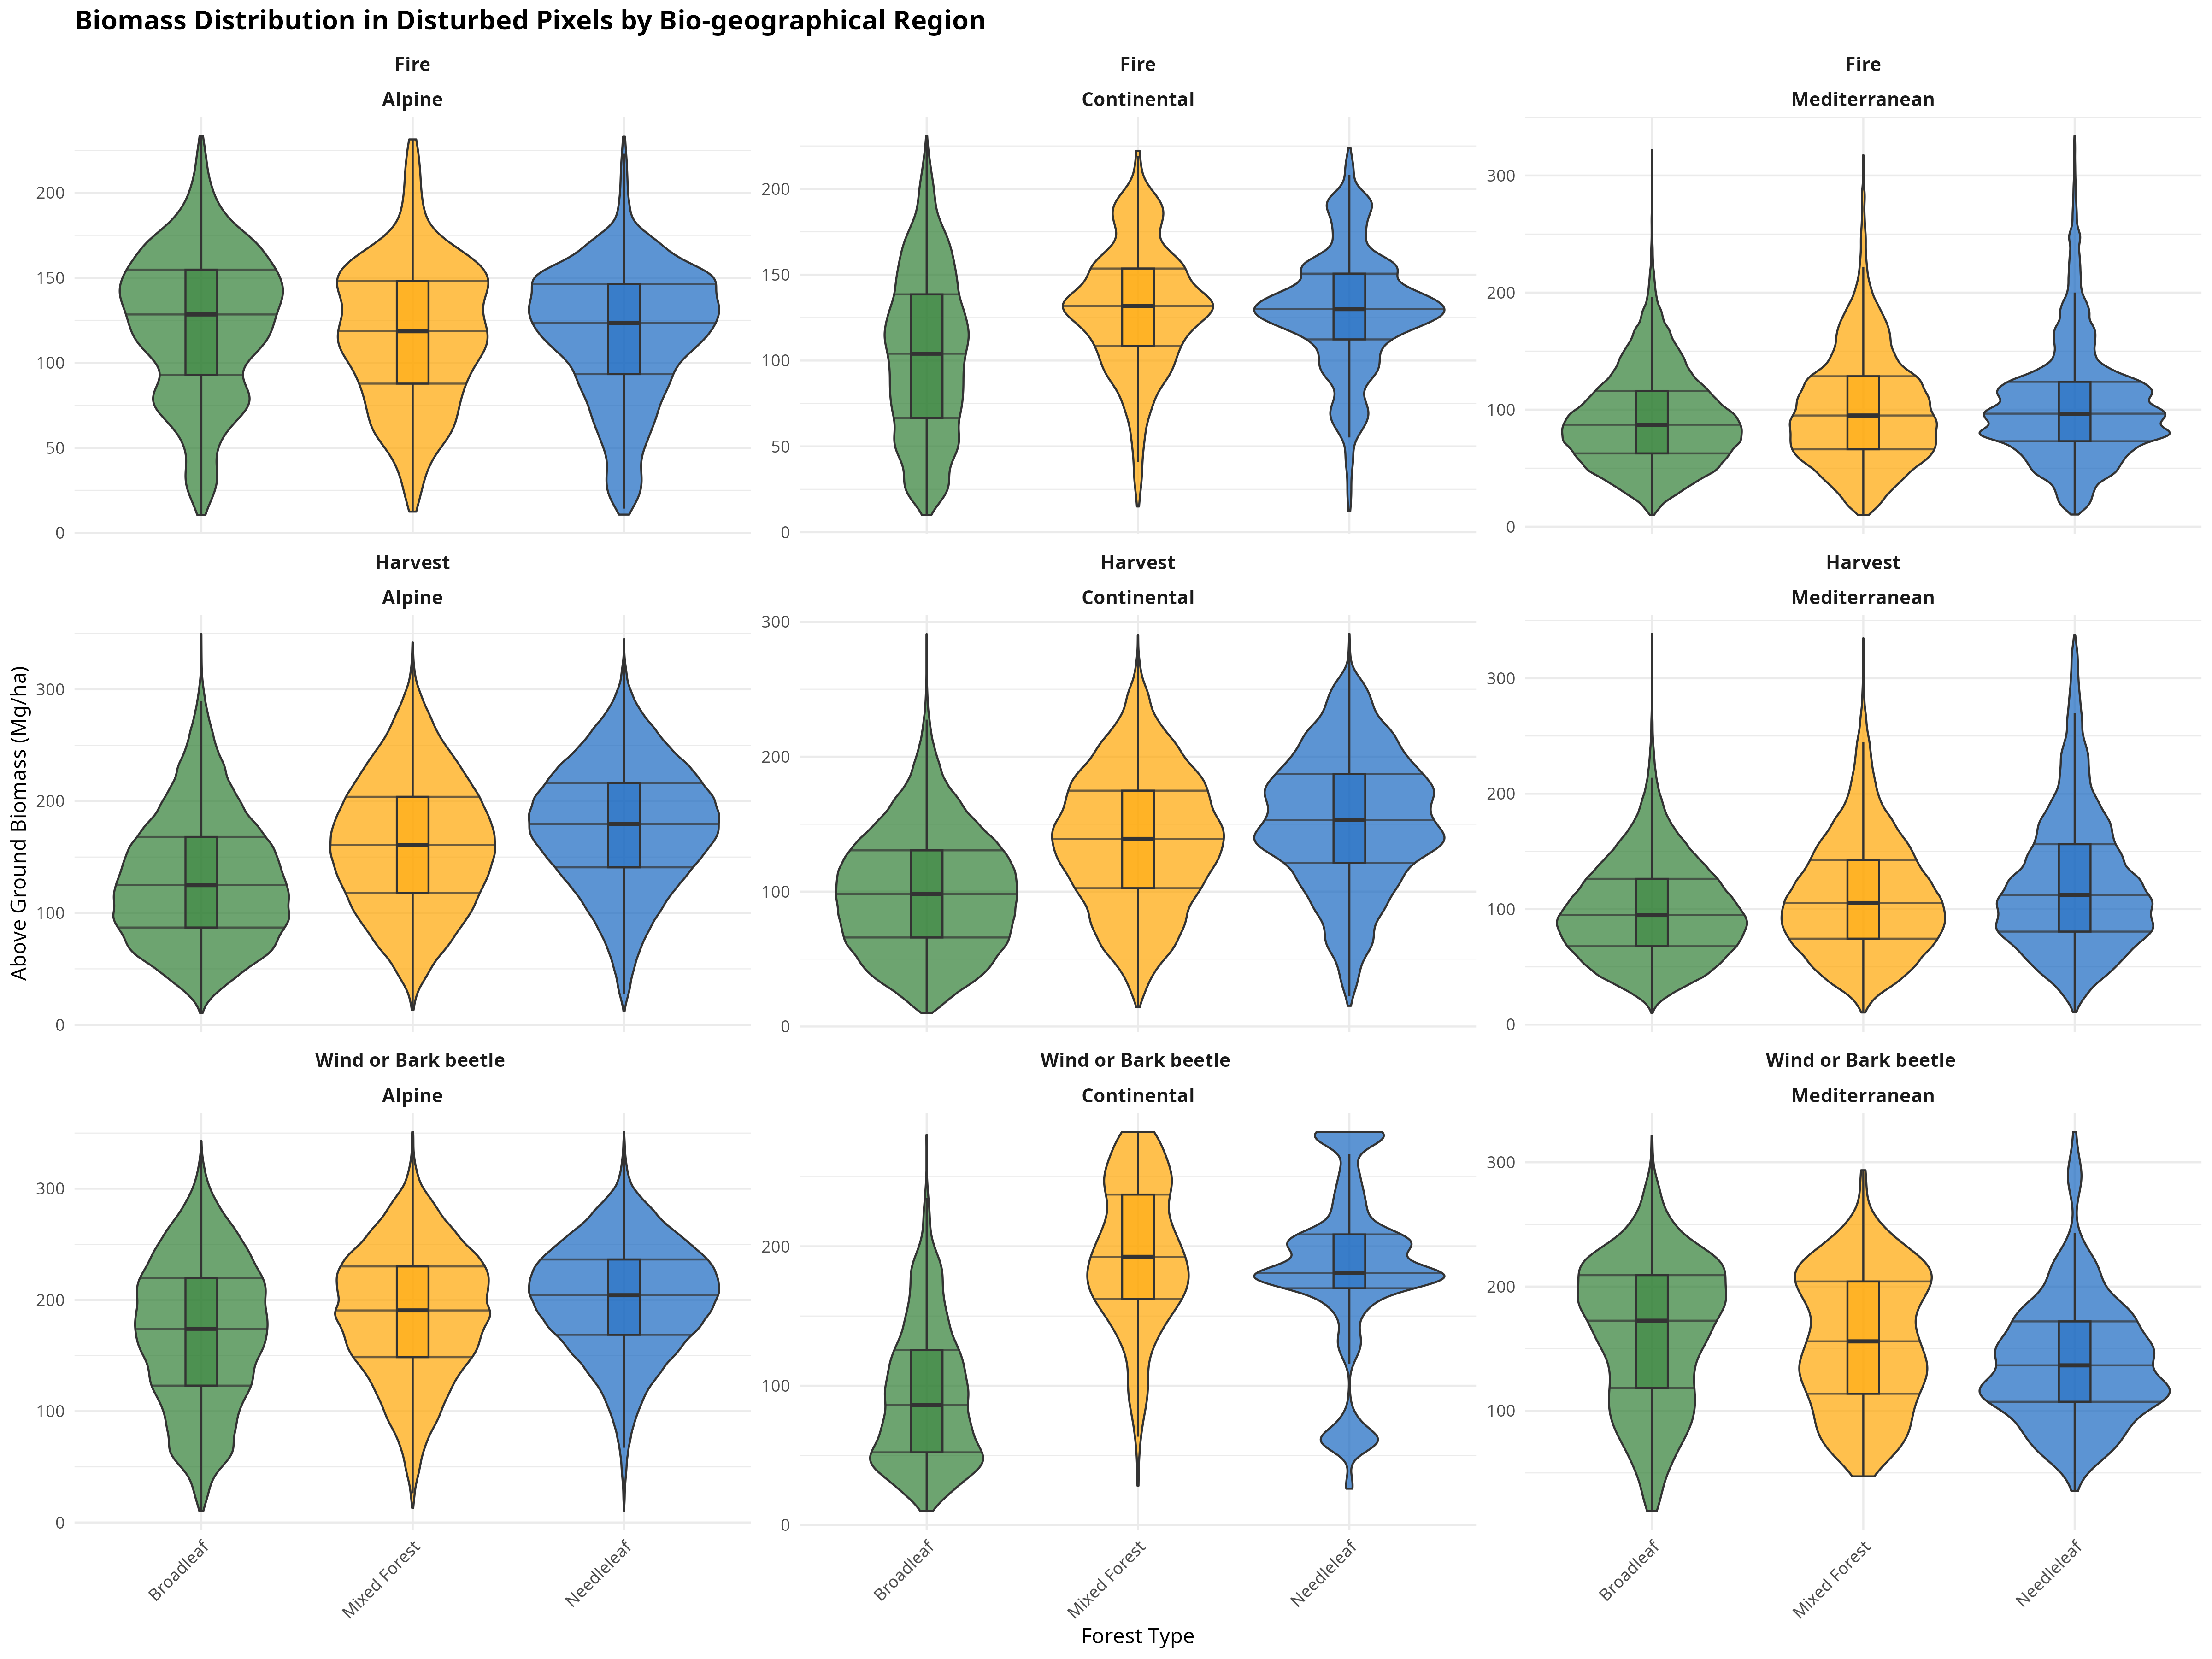 Biomass Distribution in Disturbed Pixels by Bio-geographical Region
Fire
Alpine
200
150
100
50
0
Fire
Continental
200
150
100
50
0
Fire
Mediterranean
300
200
100
0
Harvest
Alpine
300
200
100
0
Harvest
Continental
300
200
100
0
Harvest
Mediterranean
300
200
100
0
Above Ground Biomass (Mg/ha)
Wind or Bark beetle
Alpine
300
200
100
0
Broadleaf
Mixed Forest
Needleleaf
Wind or Bark beetle
Continental
200
100
0
Broadleaf
Mixed Forest
Needleleaf
Wind or Bark beetle
Mediterranean
300
200
100
Broadleaf
Mixed Forest
Needleleaf
Forest Type